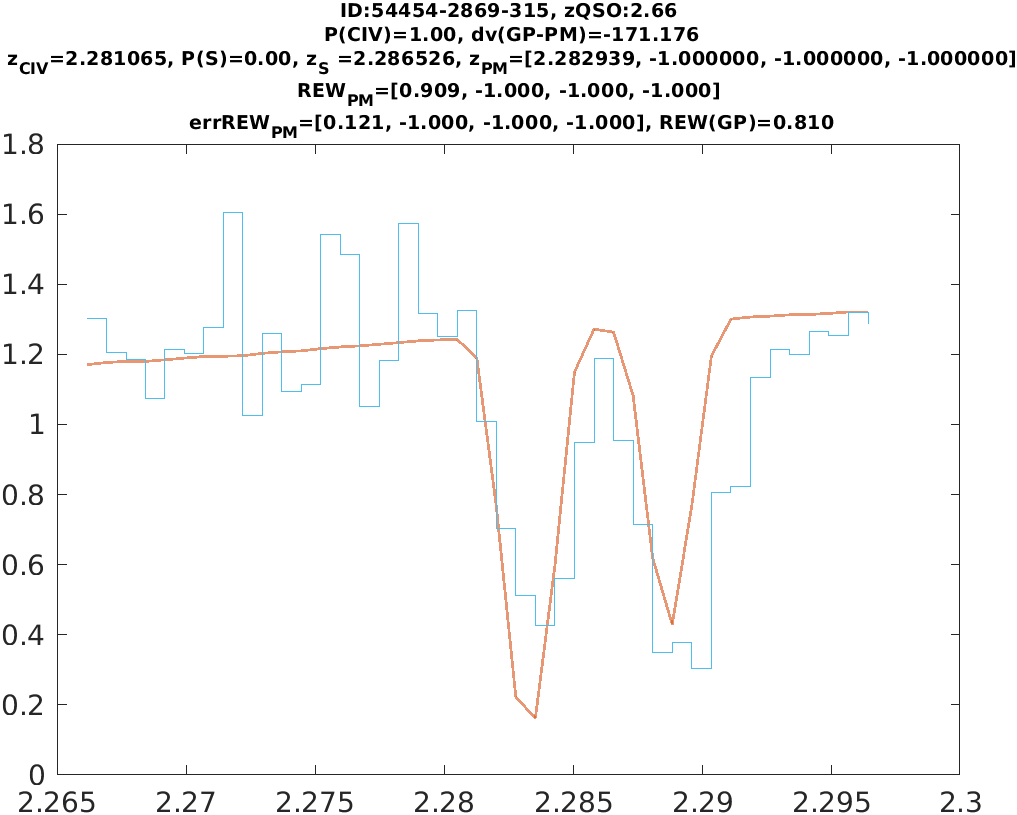 ID:54454-2869-315, zQSO:2.66
P(CIV)=1.00, dv(GP-PM)=-171.176
zCIV=2.281065, P(S)=0.00, zS =2.286526, zPM=[2.282939, -1.000000, -1.000000, -1.000000]
REWPM=[0.909, -1.000, -1.000, -1.000]
errREWPM=[0.121, -1.000, -1.000, -1.000], REW(GP)=0.810
1.8
1.6
1.4
1.2
1
0.8
0.6
0.4
0.2
0
2.265 2.27 2.275 2.28 2.285 2.29 2.295 2.3